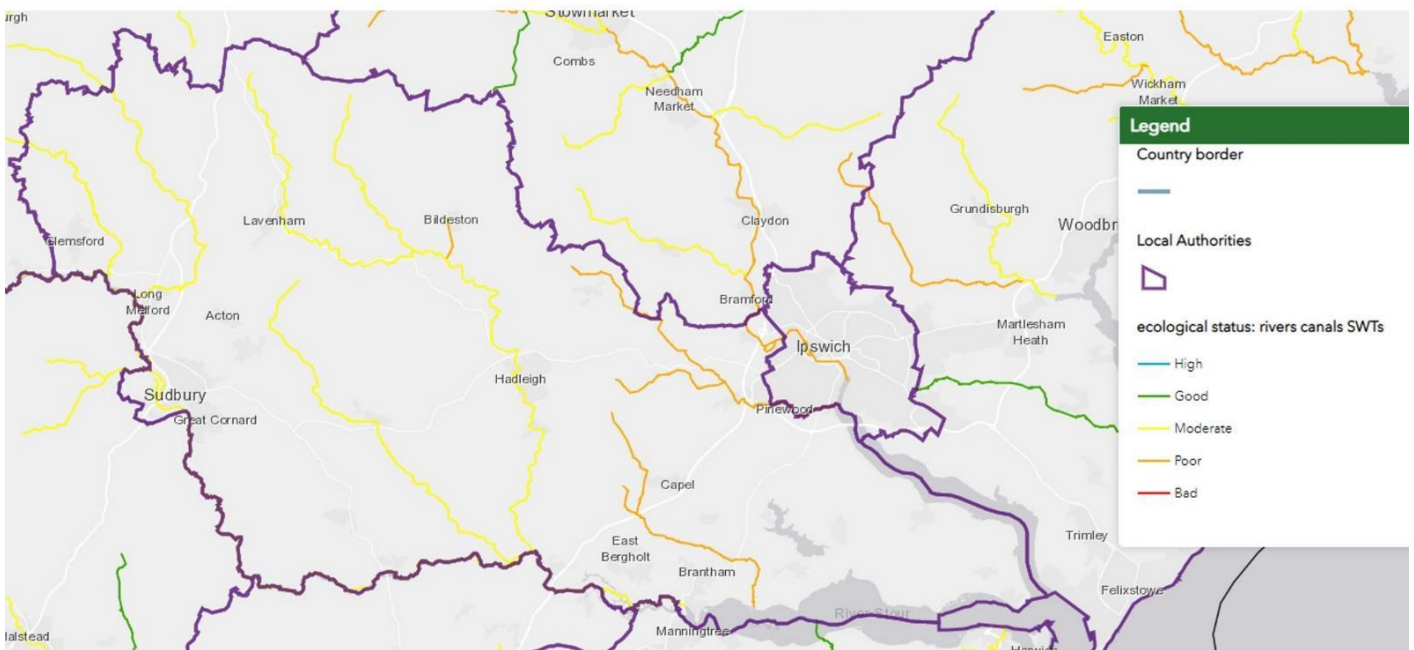 Stowmarket
Easton
Combs
Needham
Market
Wickham
Market
Lavenham
Bildeston
Claydon
Grundisburgh
Glemsford
Long
Melford
Acton
Bramford
Ipswich
Martlesham
Heath
Hadleigh
Sudbury
Great Cornard
Pinewood
Capel
East
Bergholt
Brantham
Trimley
Felixstowe
River Stour
Manningtree
Legend
Country border
Local Authorities
ecological status: rivers canals SWTs
High
Good
Moderate
Poor
Bad